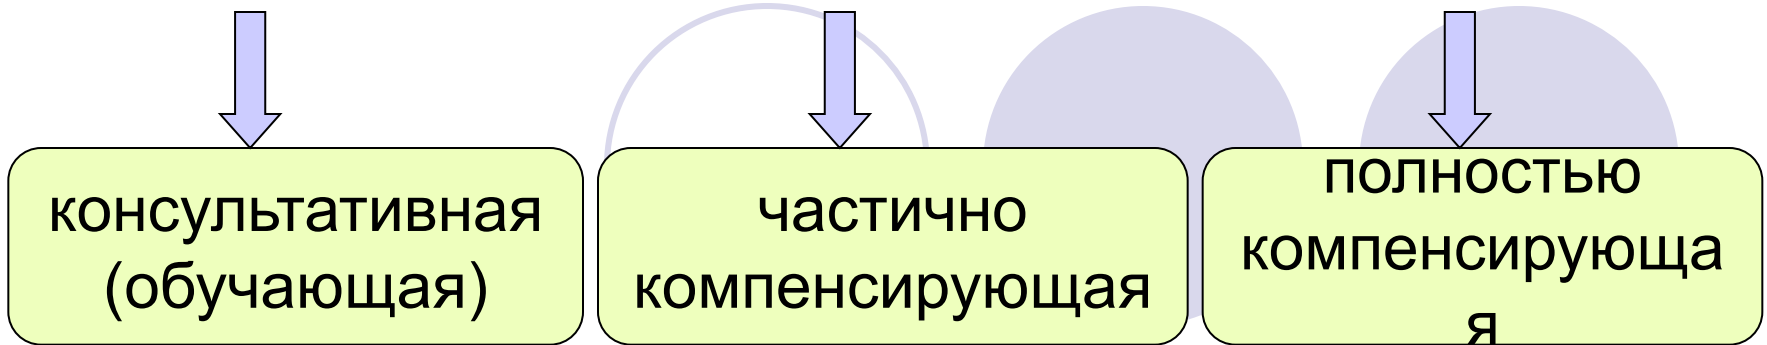 консультативная
(обучающая)
частично
компенсирующая
полностью
компенсирующа
я